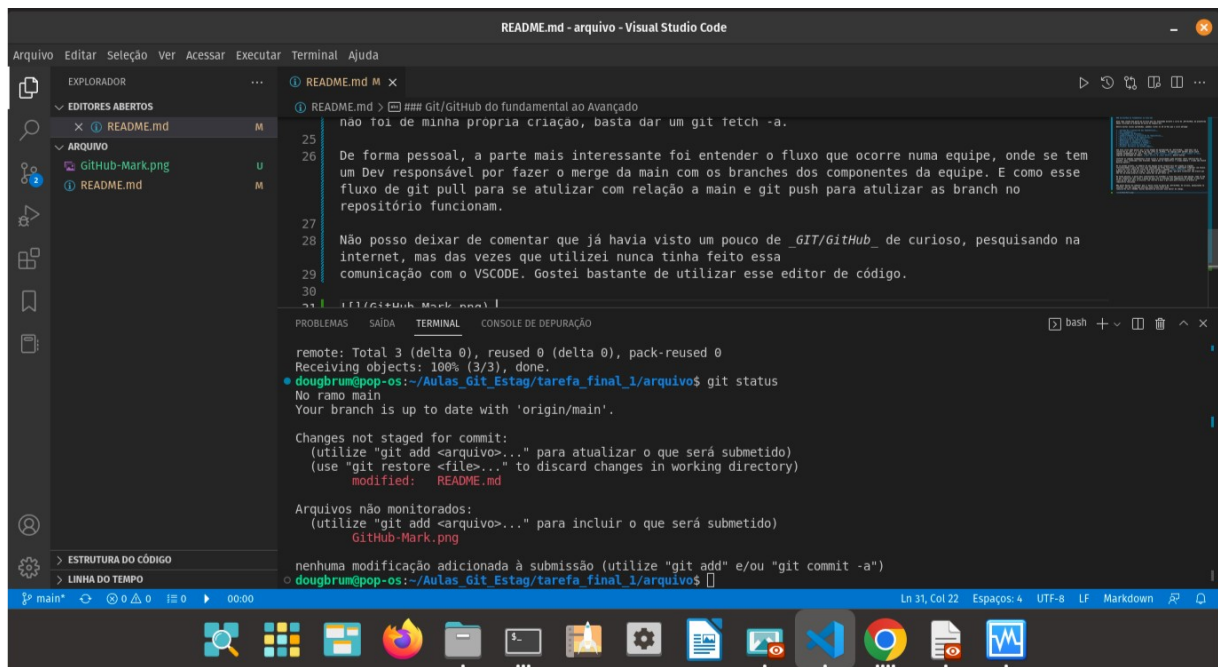 README.md - arquivo - Visual Studio Code
Arquivo Editar Seleção Ver Acessar Executar Terminal Ajuda
EXPLORADOR
EDITORES ABERTOS
README.md M
ARQUIVO
GitHub-Mark.png U
README.md M
2
README.md M
README.md > ### Git/GitHub do fundamental ao Avançado
não foi de minha própria criação, basta dar um git fetch -a.
25
26 De forma pessoal, a parte mais interessante foi entender o fluxo que ocorre numa equipe, onde se tem
um Dev responsável por fazer o merge da main com os branches dos componentes da equipe. E como esse
fluxo de git pull para se atulizar com relação a main e git push para atulizar as branch no
repositório funcionam.
27
28 Não posso deixar de comentar que já havia visto um pouco de _GIT/GitHub_ de curioso, pesquisando na
internet, mas das vezes que utilizei nunca tinha feito essa
29 comunicação com o VSCODE. Gostei bastante de utilizar esse editor de código.
30
31 ![](GitHub-Mark.png)
PROBLEMAS SAÍDA TERMINAL CONSOLE DE DEPURAÇÃO
bash
remote: Total 3 (delta 0), reused 0 (delta 0), pack-reused 0
Receiving objects: 100% (3/3), done.
dougbrum@pop-os:~/Aulas_Git_Estag/tarefa_final_1/arquivo$ git status
No ramo main
Your branch is up to date with 'origin/main'.
Changes not staged for commit:
(utilize "git add <arquivo>..." para atualizar o que será submetido)
(use "git restore <file>..." to discard changes in working directory)
modified: README.md
Arquivos não monitorados:
(utilize "git add <arquivo>..." para incluir o que será submetido)
GitHub-Mark.png
nenhuma modificação adicionada à submissão (utilize "git add" e/ou "git commit -a")
dougbrum@pop-os:~/Aulas_Git_Estag/tarefa_final_1/arquivo$
ESTRUTURA DO CÓDIGO
LINHA DO TEMPO
main* 0 0 0 00:00
Ln 31, Col 22 Espaços: 4 UTF-8 LF Markdown